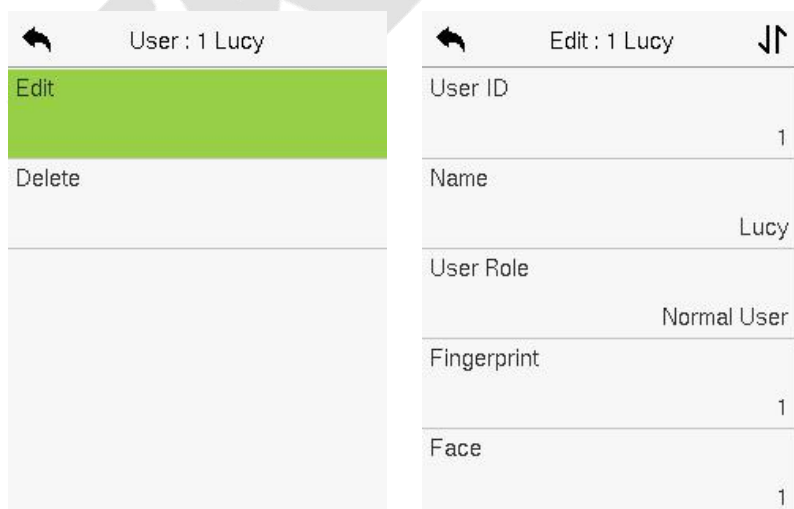 User : 1 Lucy
Edit
Delete
Edit : 1 Lucy
User ID
1
Name
Lucy
User Role
Normal User
Fingerprint
1
Face
1